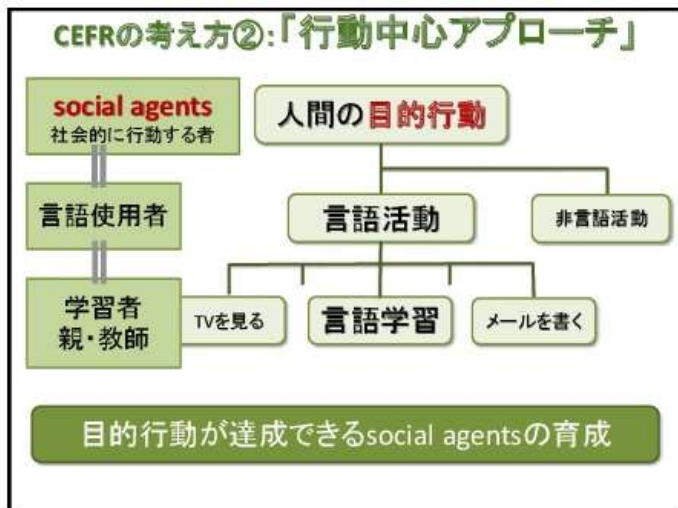 CEFRの考え方②:「行動中心アプローチ」
social agents
社会的に行動する者
人間の目的行動
言語使用者
言語活動
非言語活動
学習者
親・教師
TVを見る
言語学習
メールを書く
目的行動が達成できるsocial agentsの育成